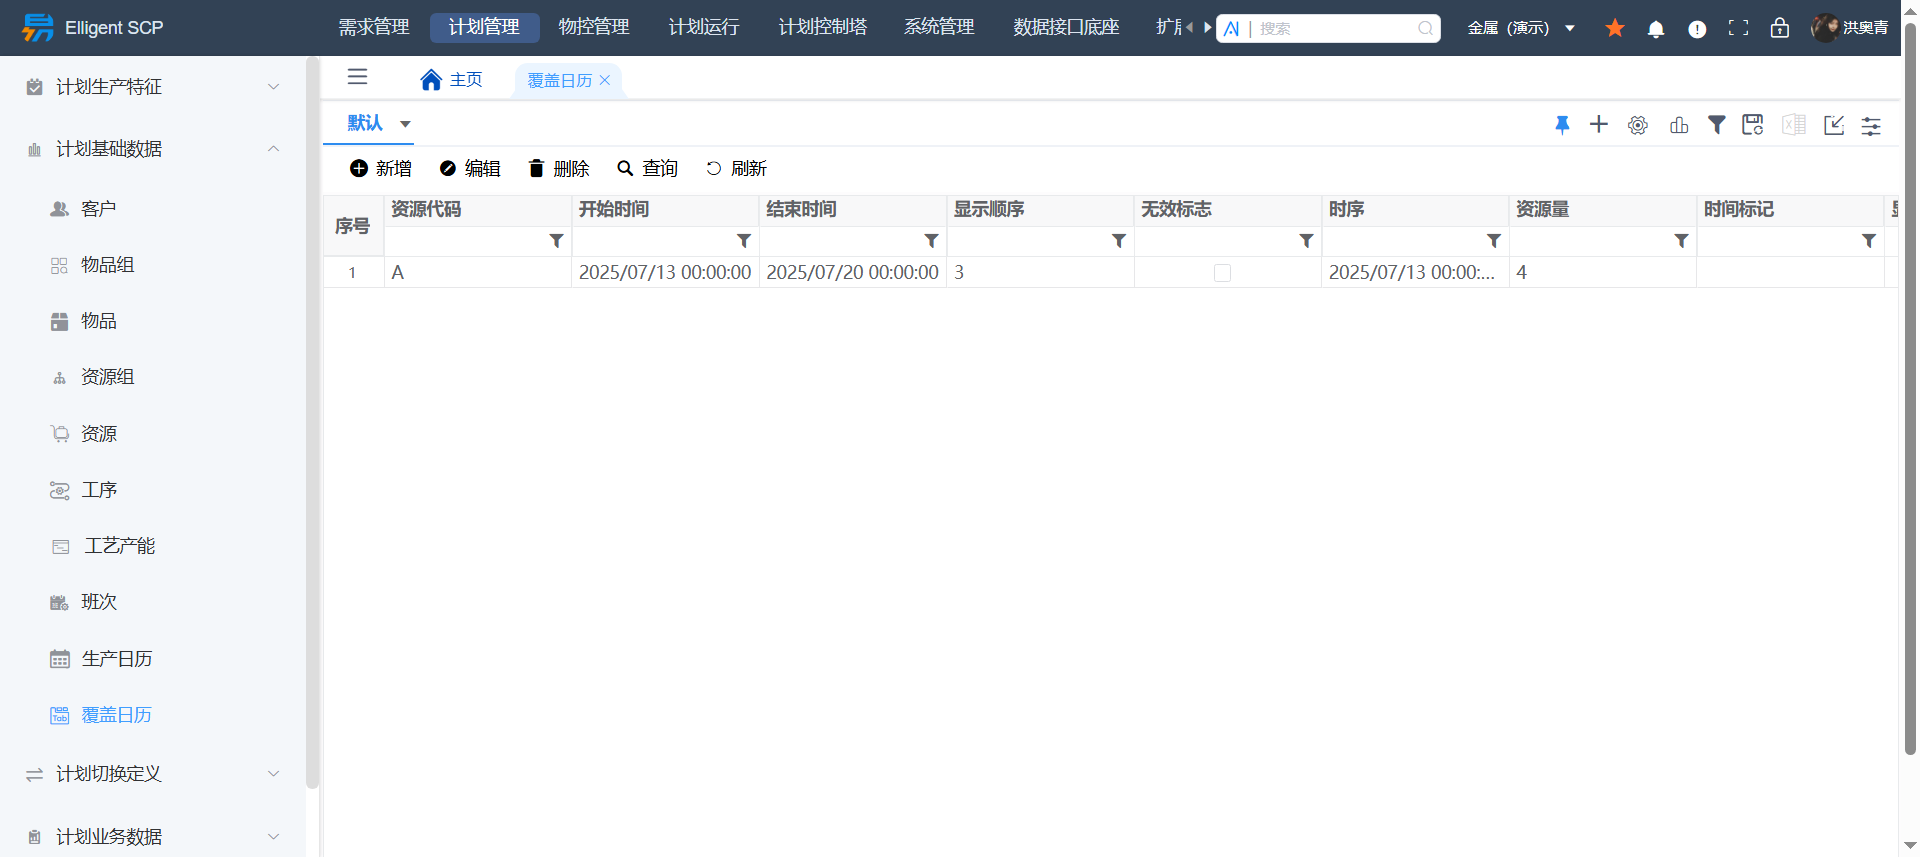 Elligent SCP
需求管理 计划管理 物控管理 计划运行 计划控制塔 系统管理 数据接口底座
搜索
金属 (演示)
洪奥青
计划生产特征
计划基础数据
客户
物品组
物品
资源组
资源
工序
工艺产能
班次
生产日历
Tab
覆盖日历
计划切换定义
计划业务数据
主页 覆盖日历
默认
新增 编辑 删除 查询 刷新
序号 资源代码 开始时间 结束时间 显示顺序 无效标志 时序 资源量 时间标记
1 A 2025/07/13 00:00:00 2025/07/20 00:00:00 3 2025/07/13 00:00:... 4